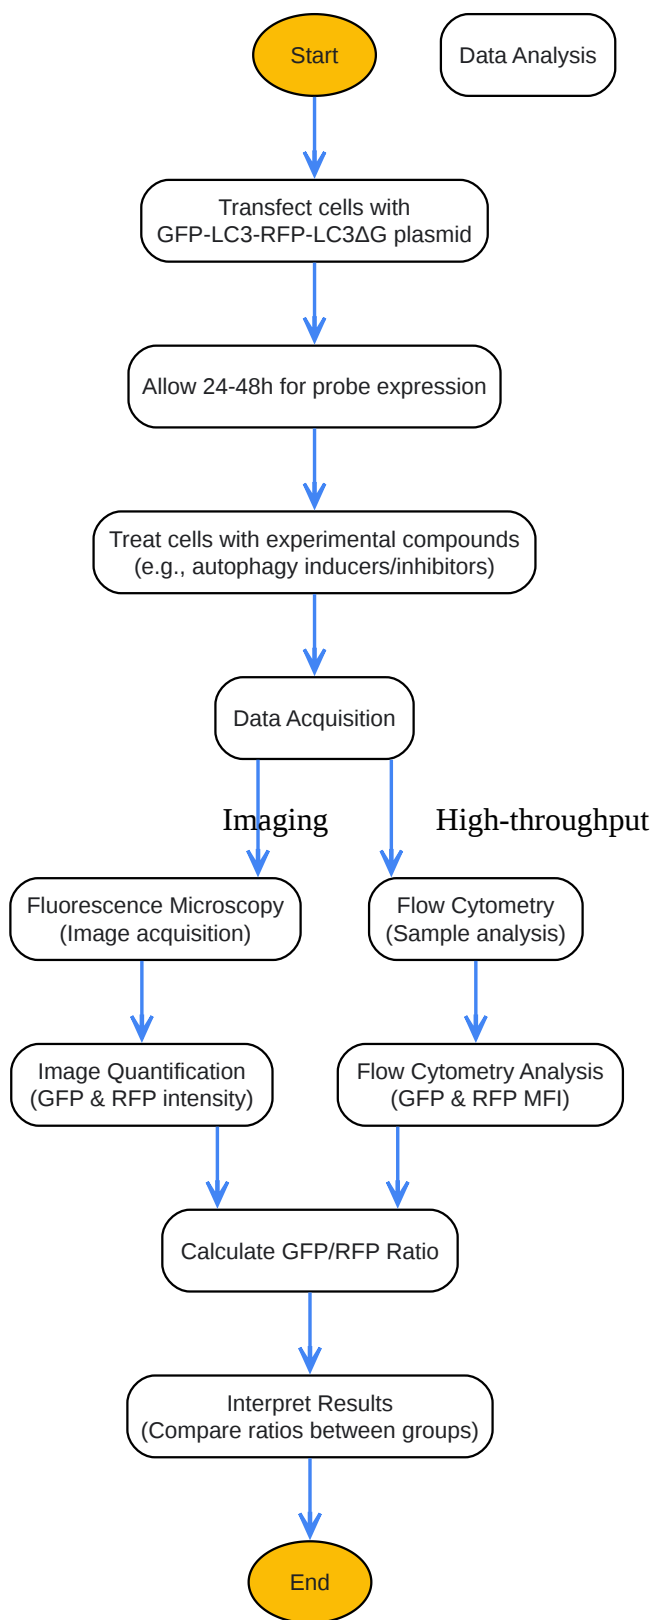 Start
Data Analysis
Transfect cells with
GFP-LC3-RFP-LC3ΔG plasmid
Allow 24-48h for probe expression
Treat cells with experimental compounds
(e.g., autophagy inducers/inhibitors)
Data Acquisition
Imaging
High-throughput
Fluorescence Microscopy
(Image acquisition)
Flow Cytometry
(Sample analysis)
Image Quantification
(GFP & RFP intensity)
Flow Cytometry Analysis
(GFP & RFP MFI)
Calculate GFP/RFP Ratio
Interpret Results
(Compare ratios between groups)
End